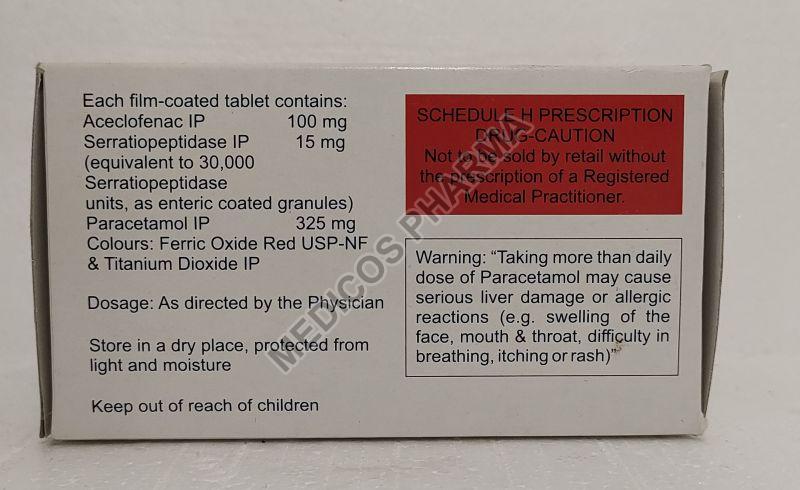 Each film-coated tablet contains:
Aceclofenac IP 100 mg
Serratiopeptidase IP 15 mg
(equivalent to 30,000
Serratiopeptidase
units, as enteric coated granules)
Paracetamol IP 325 mg
Colours: Ferric Oxide Red USP-NF
& Titanium Dioxide IP
Dosage: As directed by the Physician
Store in a dry place, protected from
light and moisture
Keep out of reach of children
SCHEDULE H PRESCRIPTION
DRUG-CAUTION
Not to be sold by retail without
the prescription of a Registered
Medical Practitioner.
Warning: “Taking more than daily
dose of Paracetamol may cause
serious liver damage or allergic
reactions (e.g. swelling of the
face, mouth & throat, difficulty in
breathing, itching or rash)”
MEDICOS PHARMA